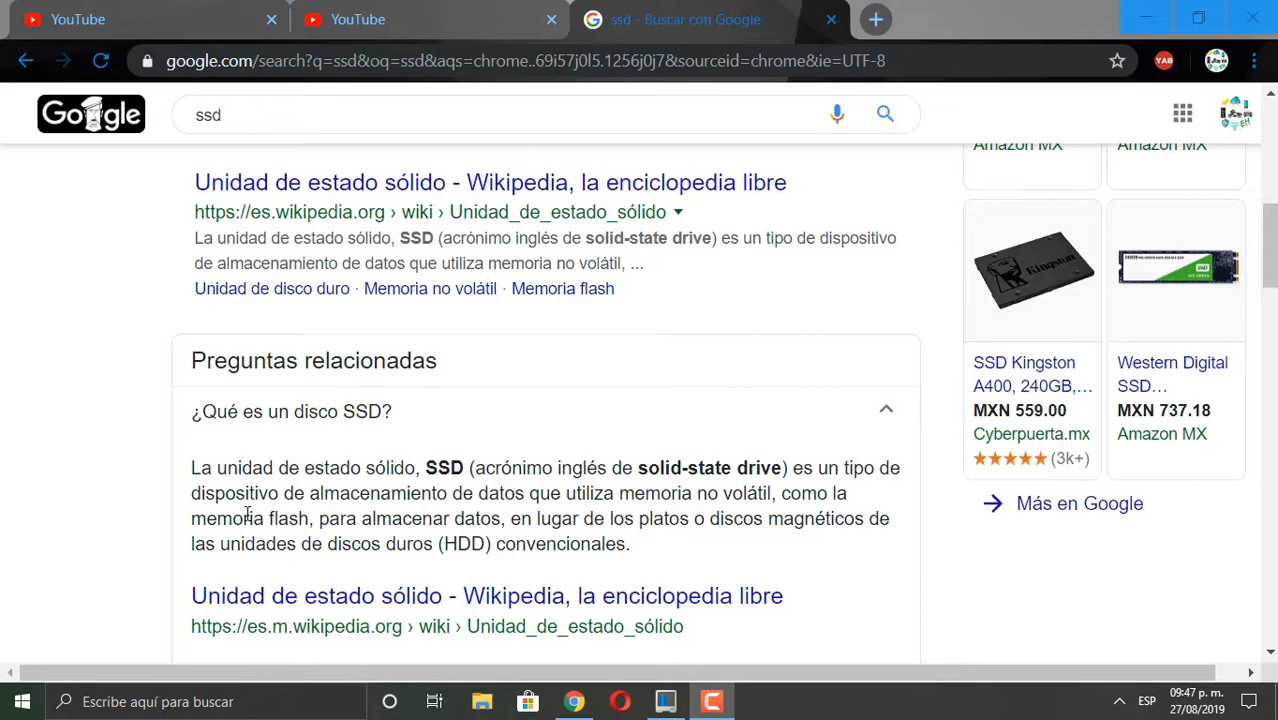 YouTube
YouTube
ssd - Buscar con Google
google.com/search?q=ssd&oq=ssd&aqs=chrome..69i57j0l5.1256j0j7&sourceid=chrome&ie=UTF-8
YAB
Google
ssd
Unidad de estado sólido - Wikipedia, la enciclopedia libre
https://es.wikipedia.org › wiki › Unidad_de_estado_sólido
La unidad de estado sólido, SSD (acrónimo inglés de solid-state drive) es un tipo de dispositivo
de almacenamiento de datos que utiliza memoria no volátil, ...
Unidad de disco duro · Memoria no volátil · Memoria flash
Preguntas relacionadas
¿Qué es un disco SSD?
La unidad de estado sólido, SSD (acrónimo inglés de solid-state drive) es un tipo de
dispositivo de almacenamiento de datos que utiliza memoria no volátil, como la
memoria flash, para almacenar datos, en lugar de los platos o discos magnéticos de
las unidades de discos duros (HDD) convencionales.
Unidad de estado sólido - Wikipedia, la enciclopedia libre
https://es.m.wikipedia.org › wiki › Unidad_de_estado_sólido
Amazon MX
Amazon MX
Kingston
WD
SSD Kingston
A400, 240GB,...
MXN 559.00
Cyberpuerta.mx
(3k+)
Western Digital
SSD...
MXN 737.18
Amazon MX
Más en Google
Escribe aquí para buscar
ESP
09:47 p. m.
27/08/2019